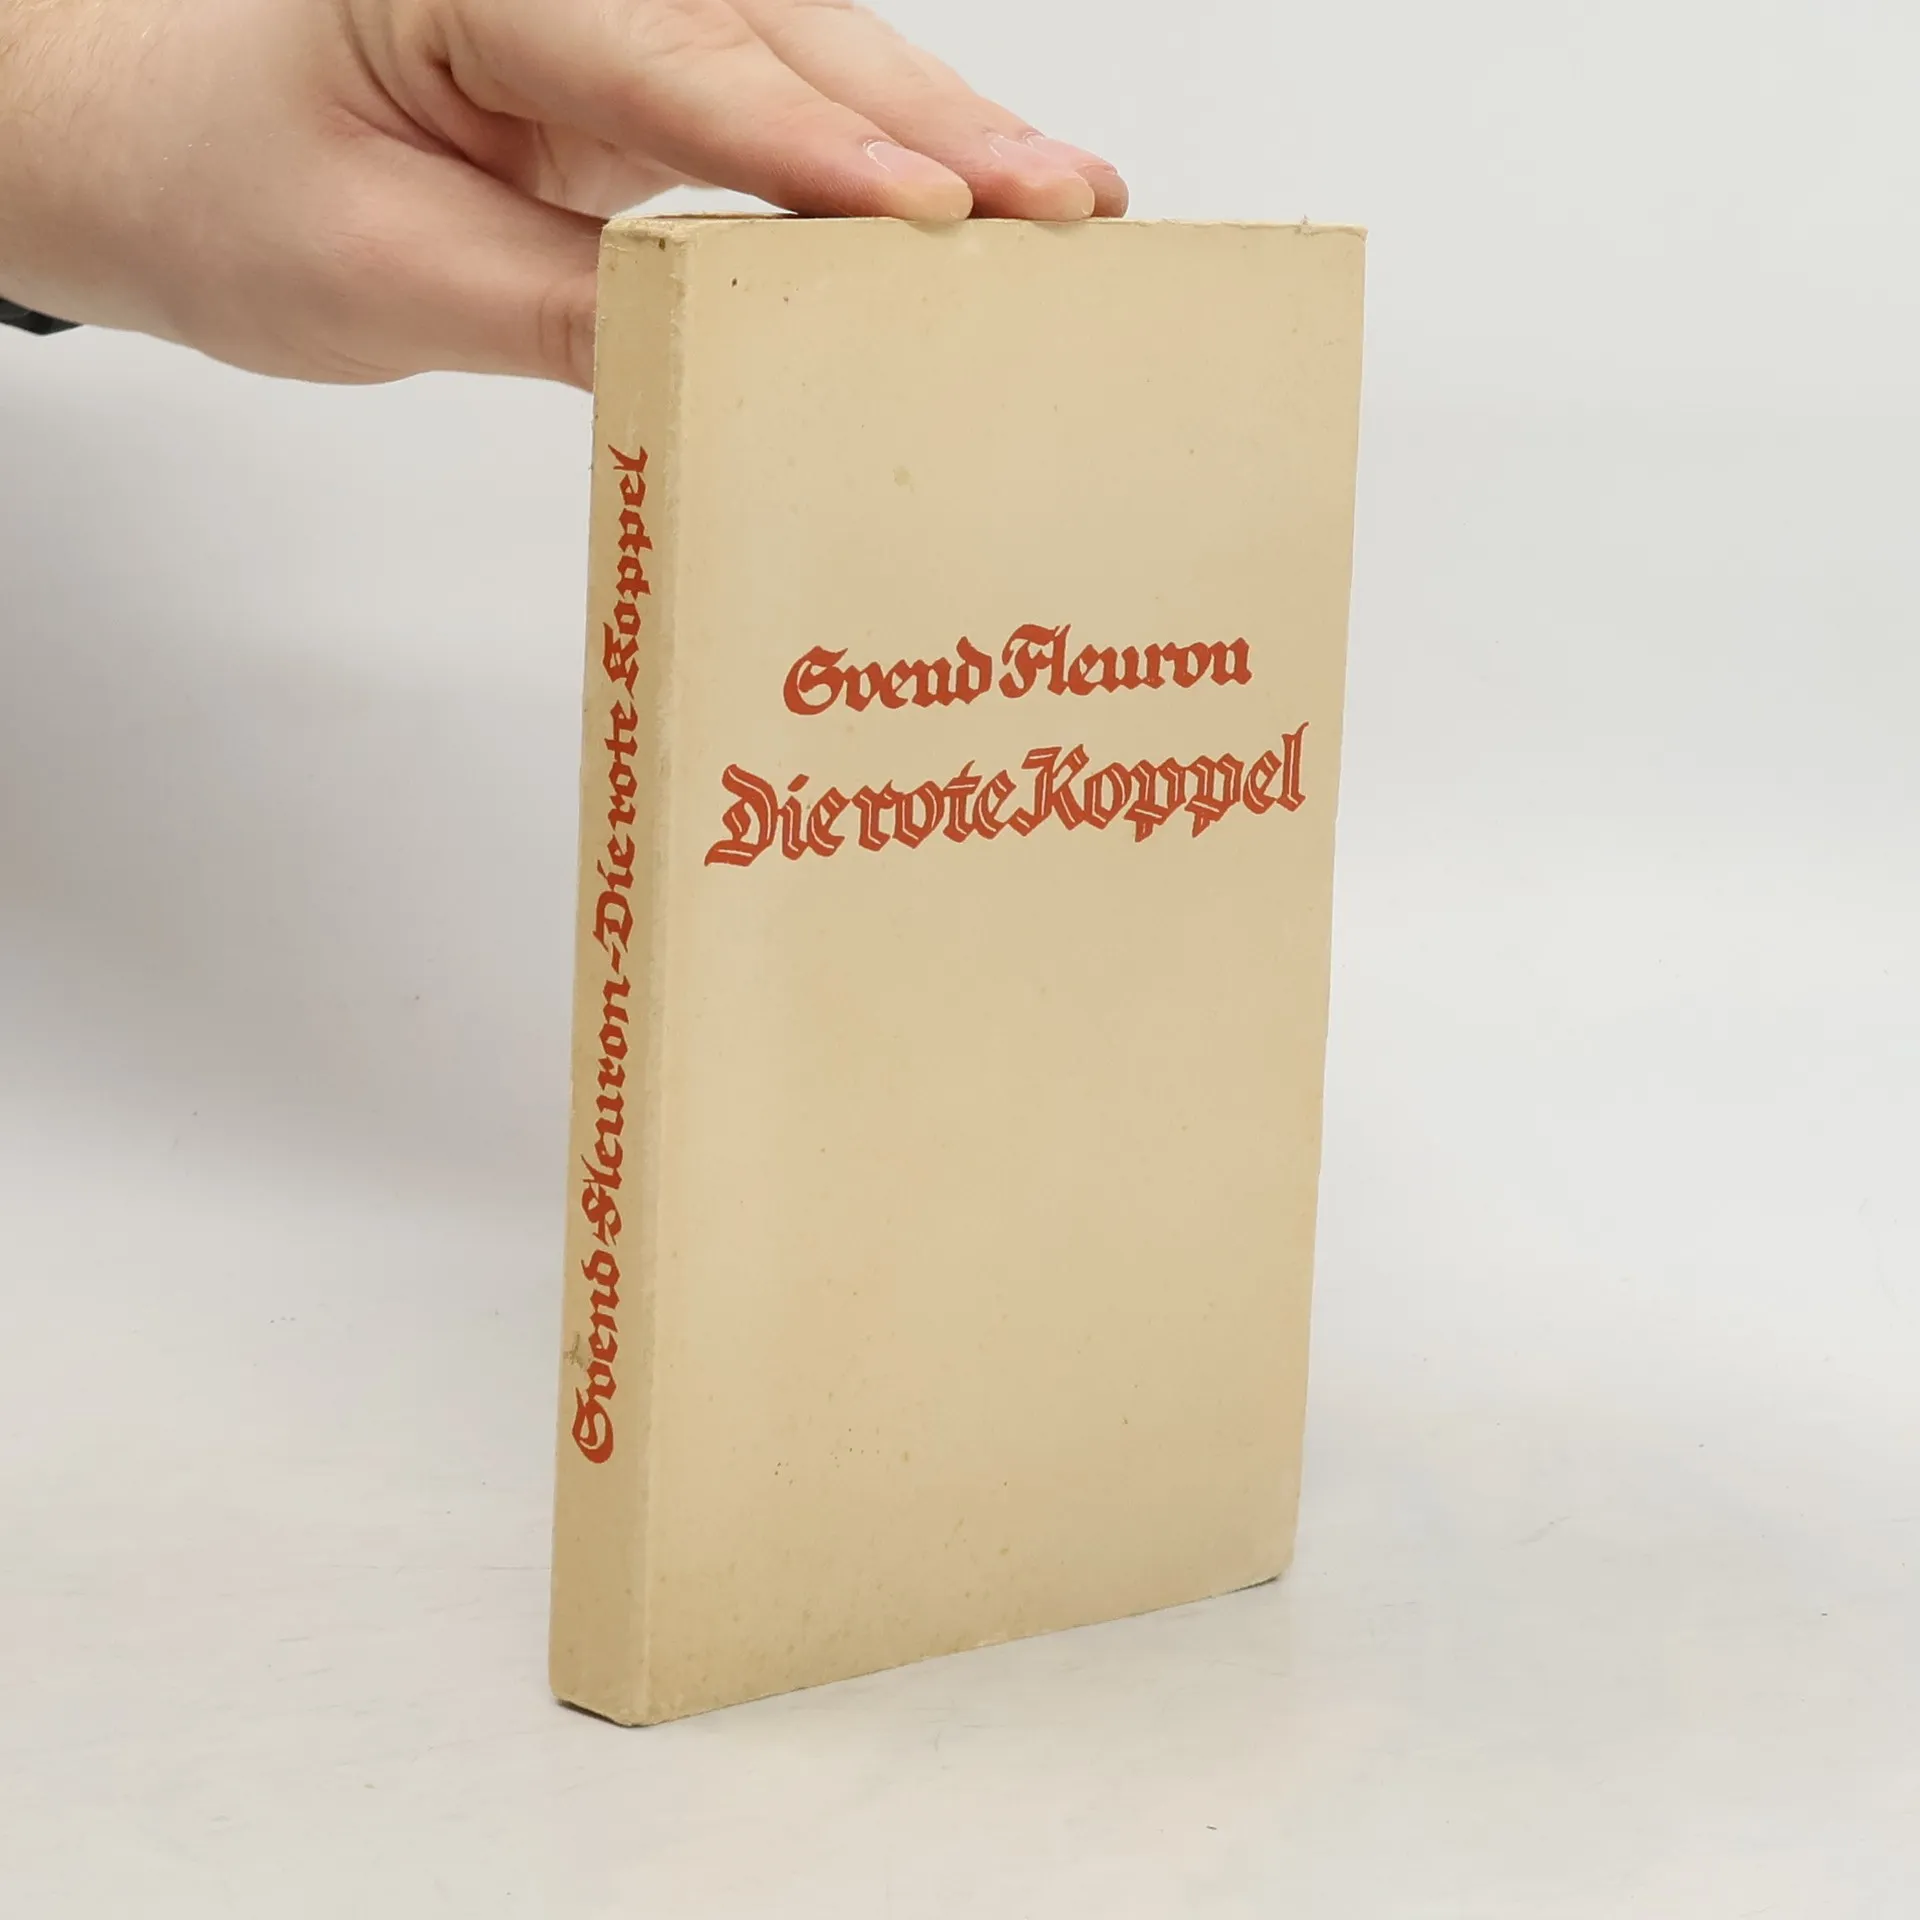 Svend Fleuron
Die rote Koppel
Svend Fleuron-Die rote Koppel